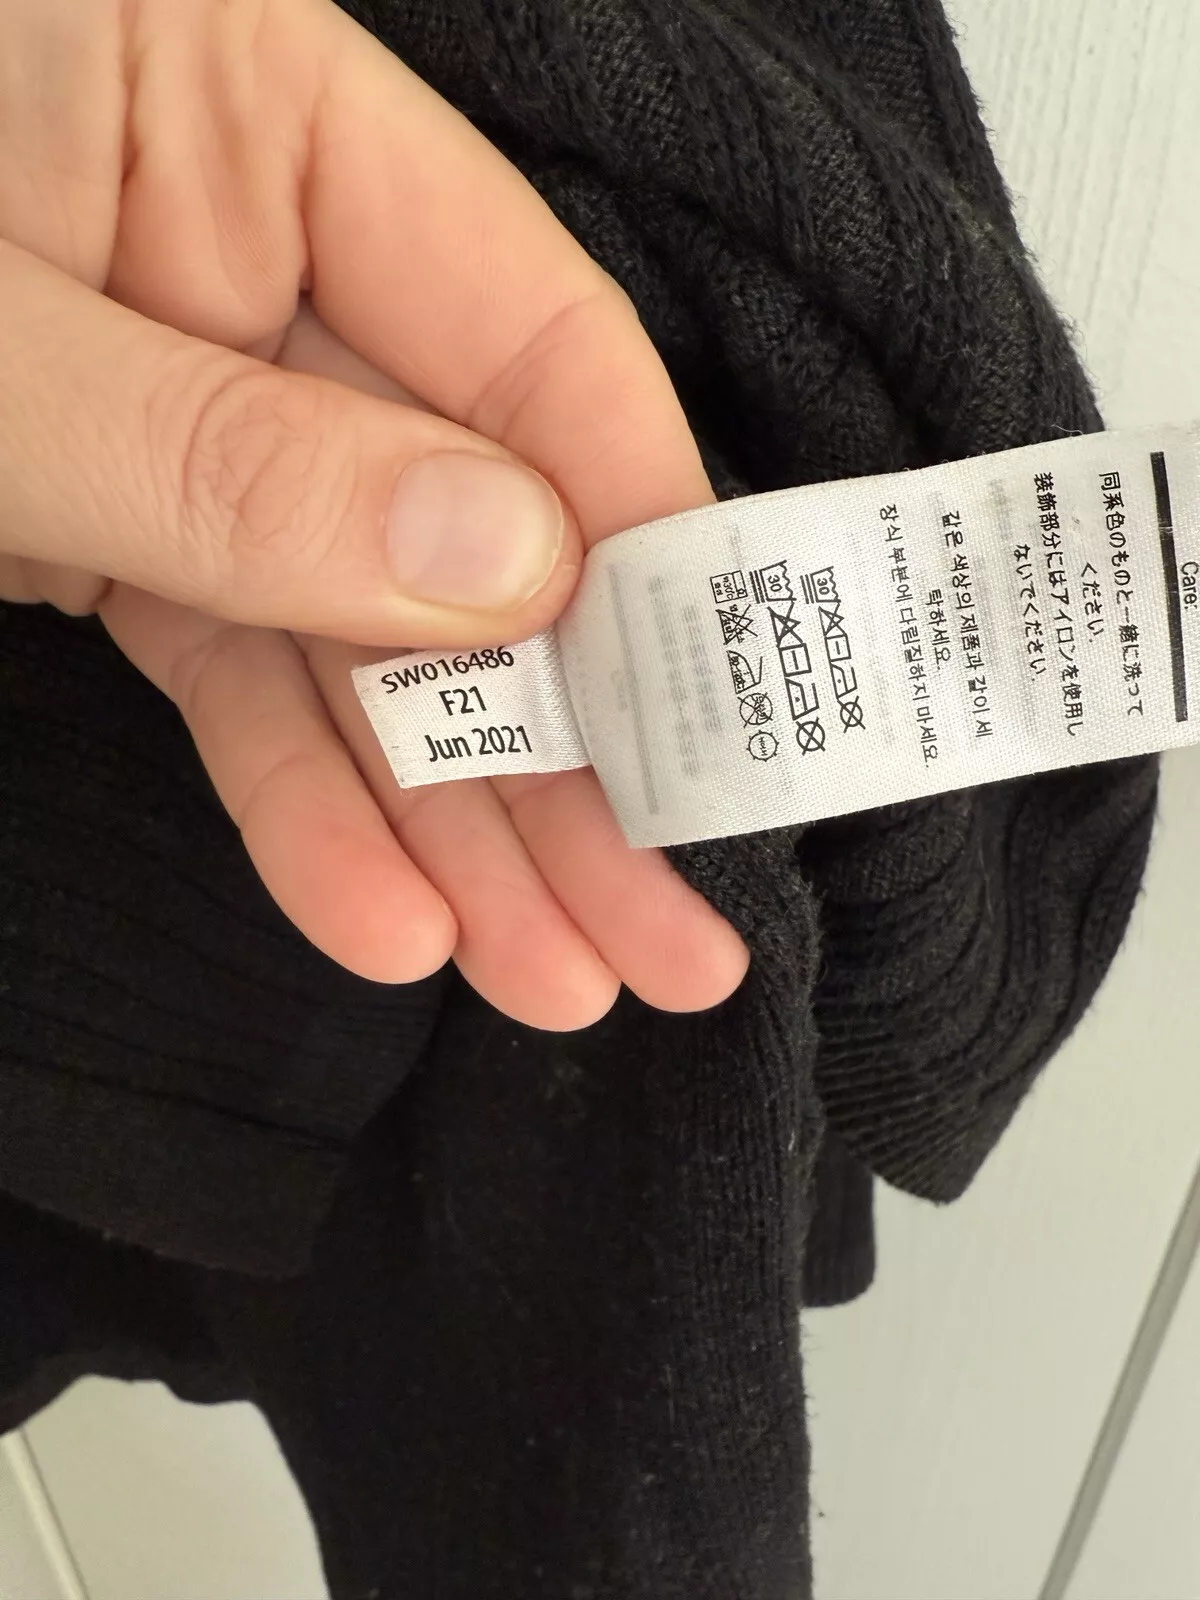 SW016486
F21
Jun 2021
Care:
同系色のものと一緒に洗って
ください.
装飾部分にはアイロンを使用し
ないでください.
같은 색상의 제품과 같이 세
탁하세요.
장식 부분에 다림질하지 마세요.
30
30